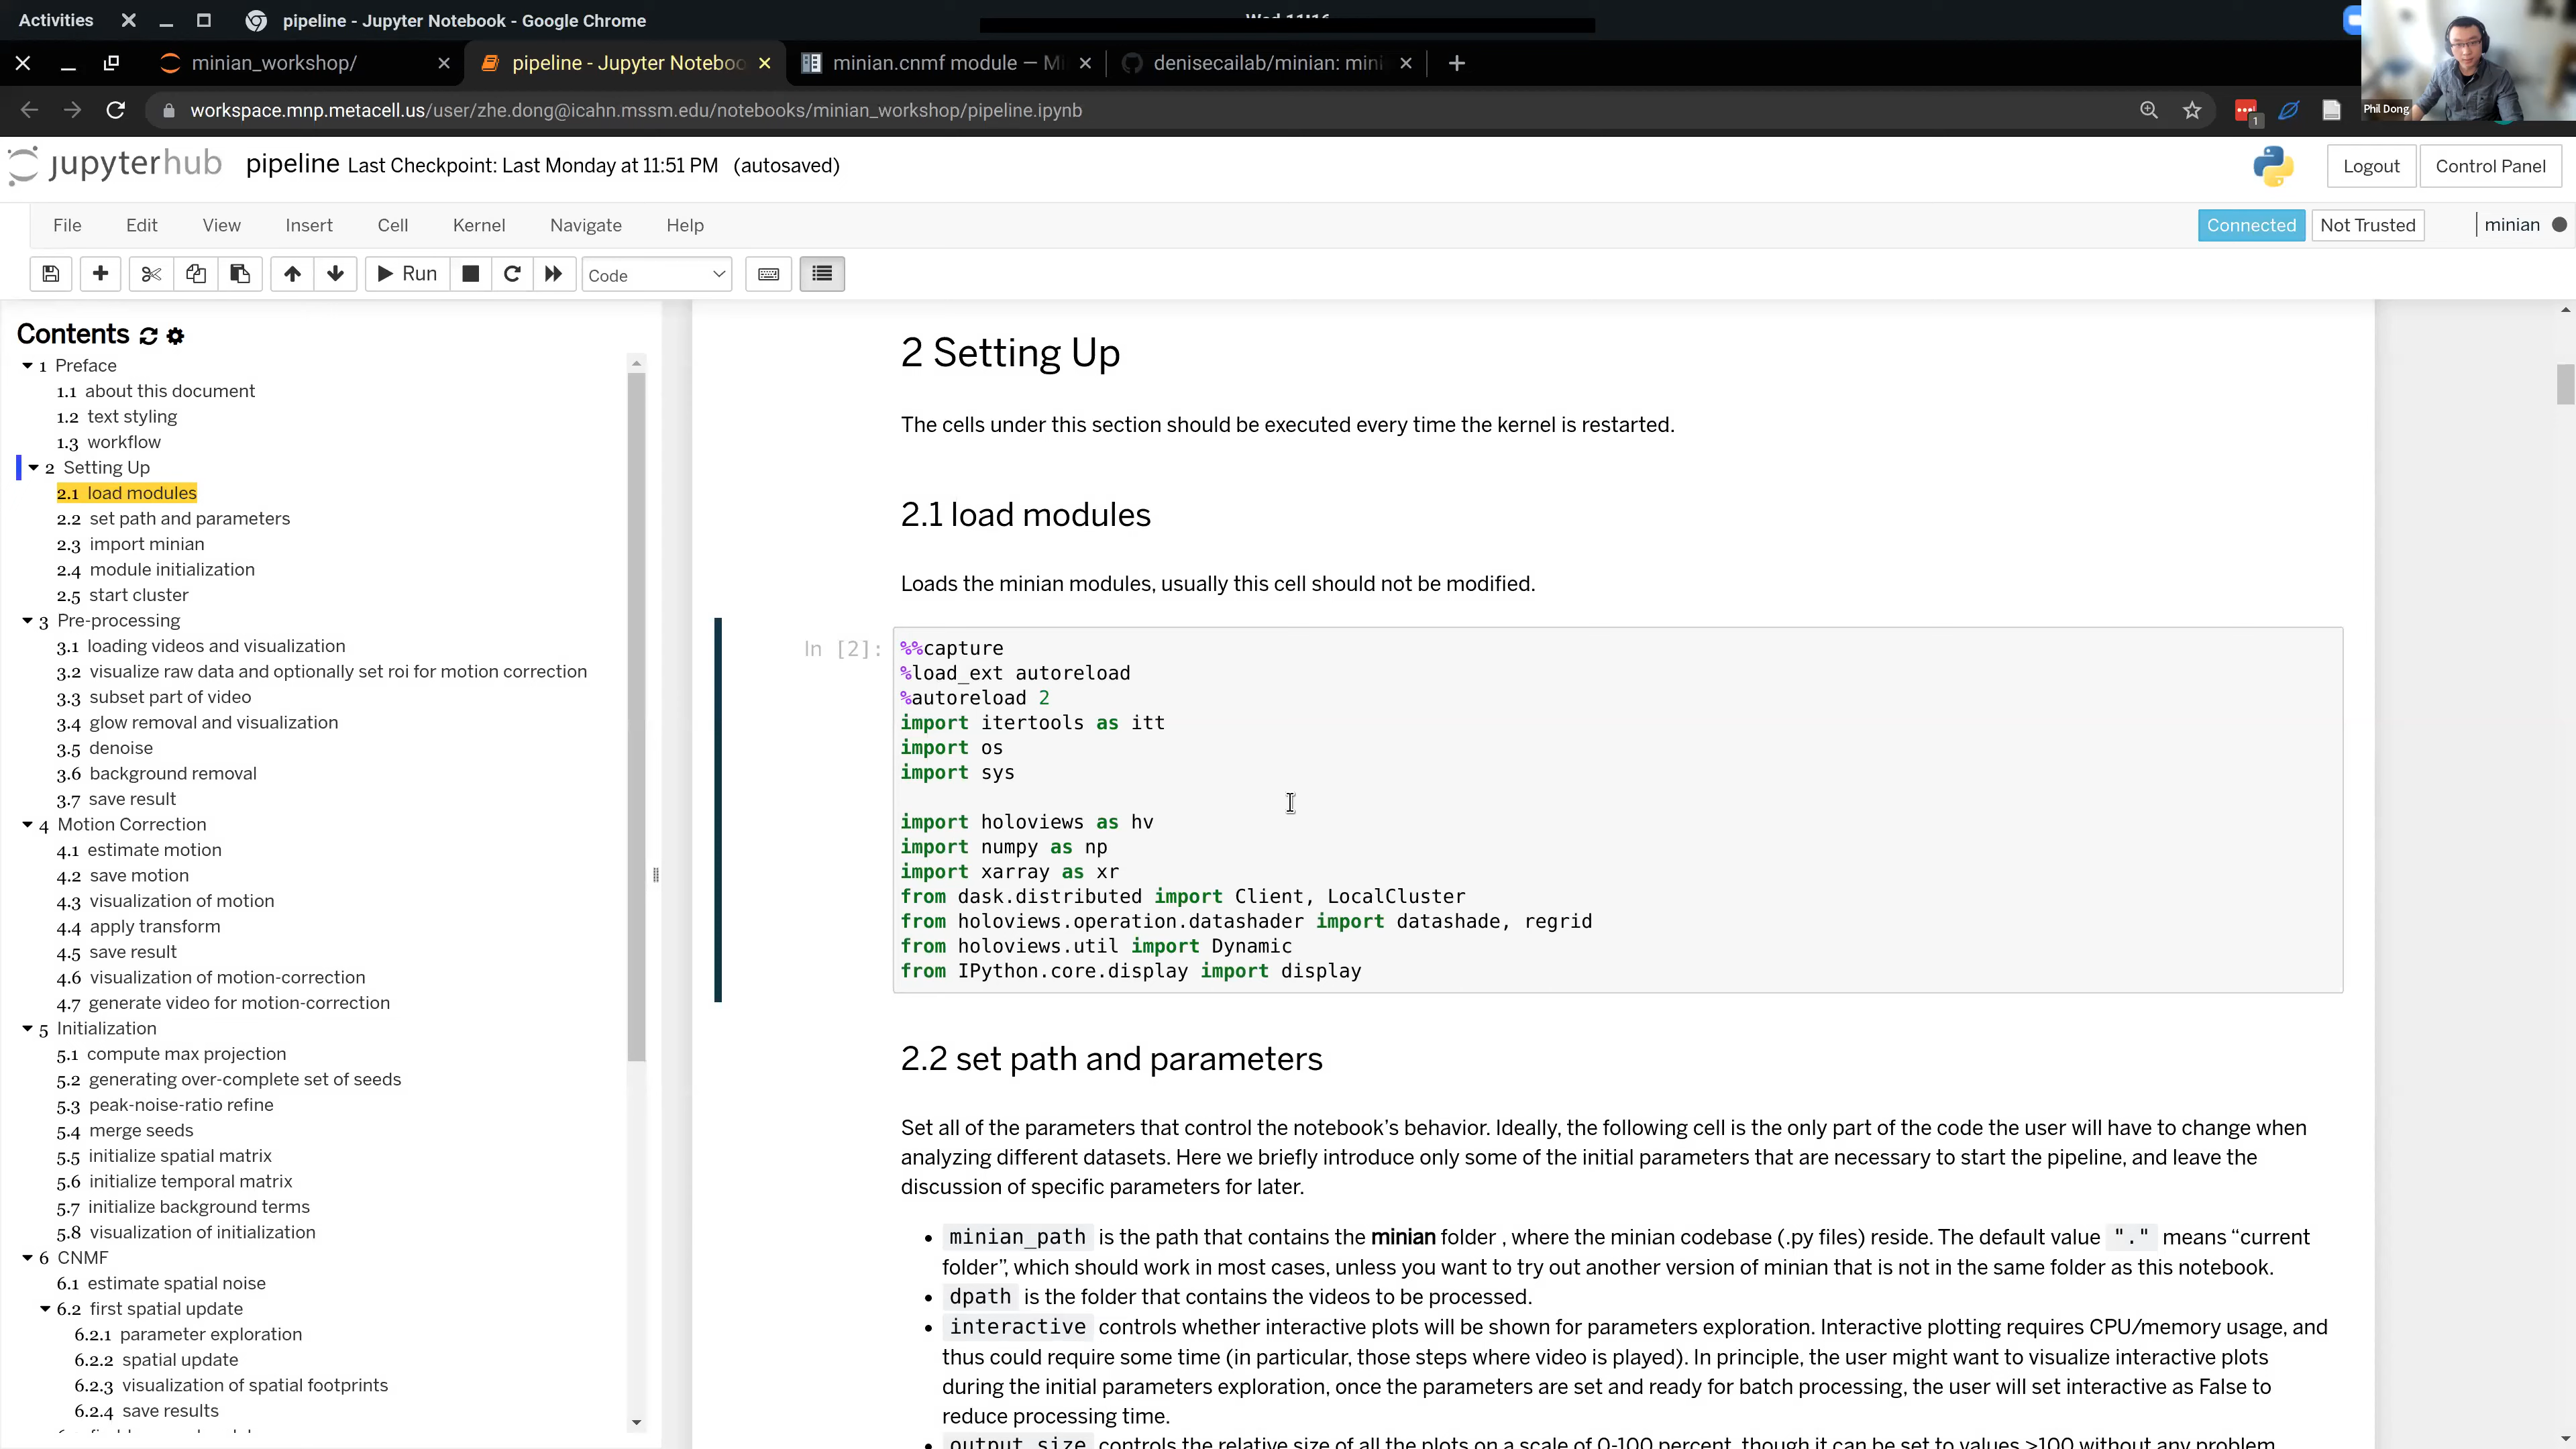 Activities
pipeline - Jupyter Notebook - Google Chrome
minian_workshop/
pipeline - Jupyter Noteboo
minian.cnmf module — Mi
denisecailab/minian: mini
workspace.mnp.metacell.us/user/zhe.dong@icahn.mssm.edu/notebooks/minian_workshop/pipeline.ipynb
1
Phil Dong
jupyterhub
pipeline Last Checkpoint: Last Monday at 11:51 PM (autosaved)
Logout
Control Panel
File
Edit
View
Insert
Cell
Kernel
Navigate
Help
Connected
Not Trusted
minian
Run
Code
Contents
1 Preface
1.1 about this document
1.2 text styling
1.3 workflow
2 Setting Up
2.1 load modules
2.2 set path and parameters
2.3 import minian
2.4 module initialization
2.5 start cluster
3 Pre-processing
3.1 loading videos and visualization
3.2 visualize raw data and optionally set roi for motion correction
3.3 subset part of video
3.4 glow removal and visualization
3.5 denoise
3.6 background removal
3.7 save result
4 Motion Correction
4.1 estimate motion
4.2 save motion
4.3 visualization of motion
4.4 apply transform
4.5 save result
4.6 visualization of motion-correction
4.7 generate video for motion-correction
5 Initialization
5.1 compute max projection
5.2 generating over-complete set of seeds
5.3 peak-noise-ratio refine
5.4 merge seeds
5.5 initialize spatial matrix
5.6 initialize temporal matrix
5.7 initialize background terms
5.8 visualization of initialization
6 CNMF
6.1 estimate spatial noise
6.2 first spatial update
6.2.1 parameter exploration
6.2.2 spatial update
6.2.3 visualization of spatial footprints
6.2.4 save results
2 Setting Up
The cells under this section should be executed every time the kernel is restarted.
2.1 load modules
Loads the minian modules, usually this cell should not be modified.
In [2]:
%%capture
%load_ext autoreload
%autoreload 2
import itertools as itt
import os
import sys
import holoviews as hv
import numpy as np
import xarray as xr
from dask.distributed import Client, LocalCluster
from holoviews.operation.datashader import datashade, regrid
from holoviews.util import Dynamic
from IPython.core.display import display
2.2 set path and parameters
Set all of the parameters that control the notebook's behavior. Ideally, the following cell is the only part of the code the user will have to change when
analyzing different datasets. Here we briefly introduce only some of the initial parameters that are necessary to start the pipeline, and leave the
discussion of specific parameters for later.
• minian_path is the path that contains the minian folder , where the minian codebase (.py files) reside. The default value "." means “current
folder”, which should work in most cases, unless you want to try out another version of minian that is not in the same folder as this notebook.
• dpath is the folder that contains the videos to be processed.
• interactive controls whether interactive plots will be shown for parameters exploration. Interactive plotting requires CPU/memory usage, and
thus could require some time (in particular, those steps where video is played). In principle, the user might want to visualize interactive plots
during the initial parameters exploration, once the parameters are set and ready for batch processing, the user will set interactive as False to
reduce processing time.
• output_size controls the relative size of all the plots on a scale of 0-100 percent, though it can be set to values >100 without any problem.